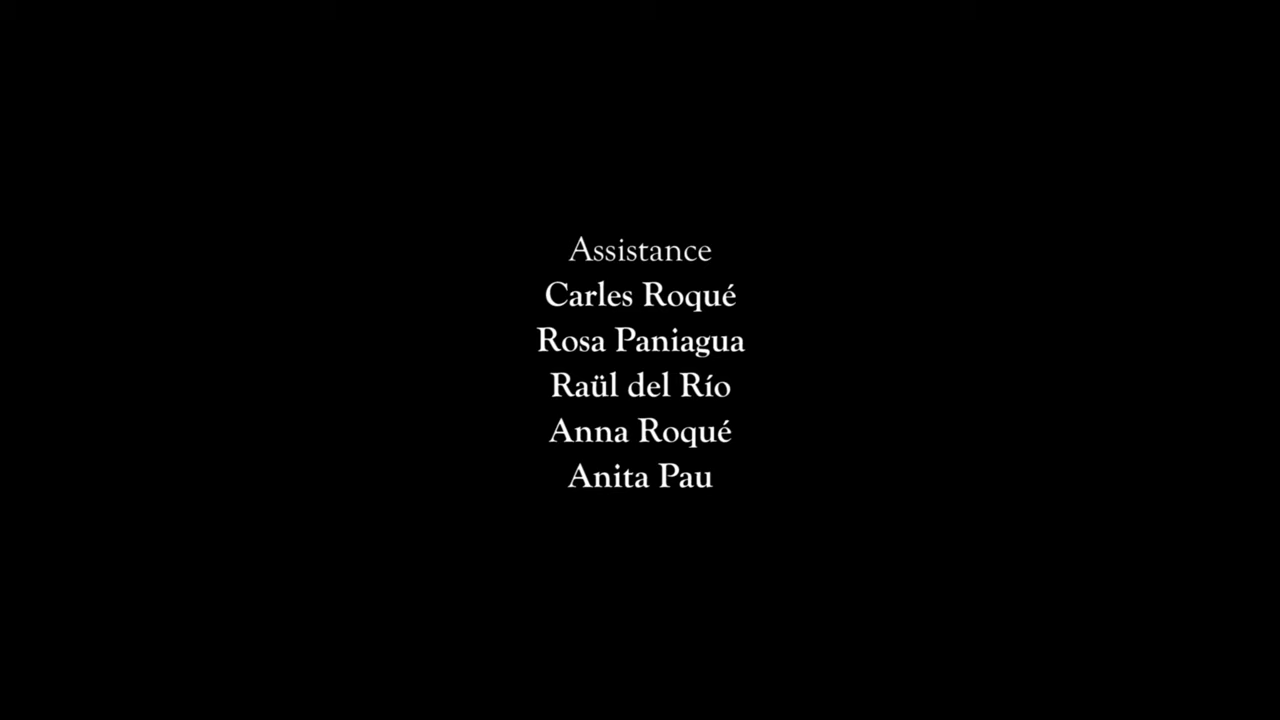 Assistance
Carles Roqué
Rosa Paniagua
Raül del Río
Anna Roqué
Anita Pau